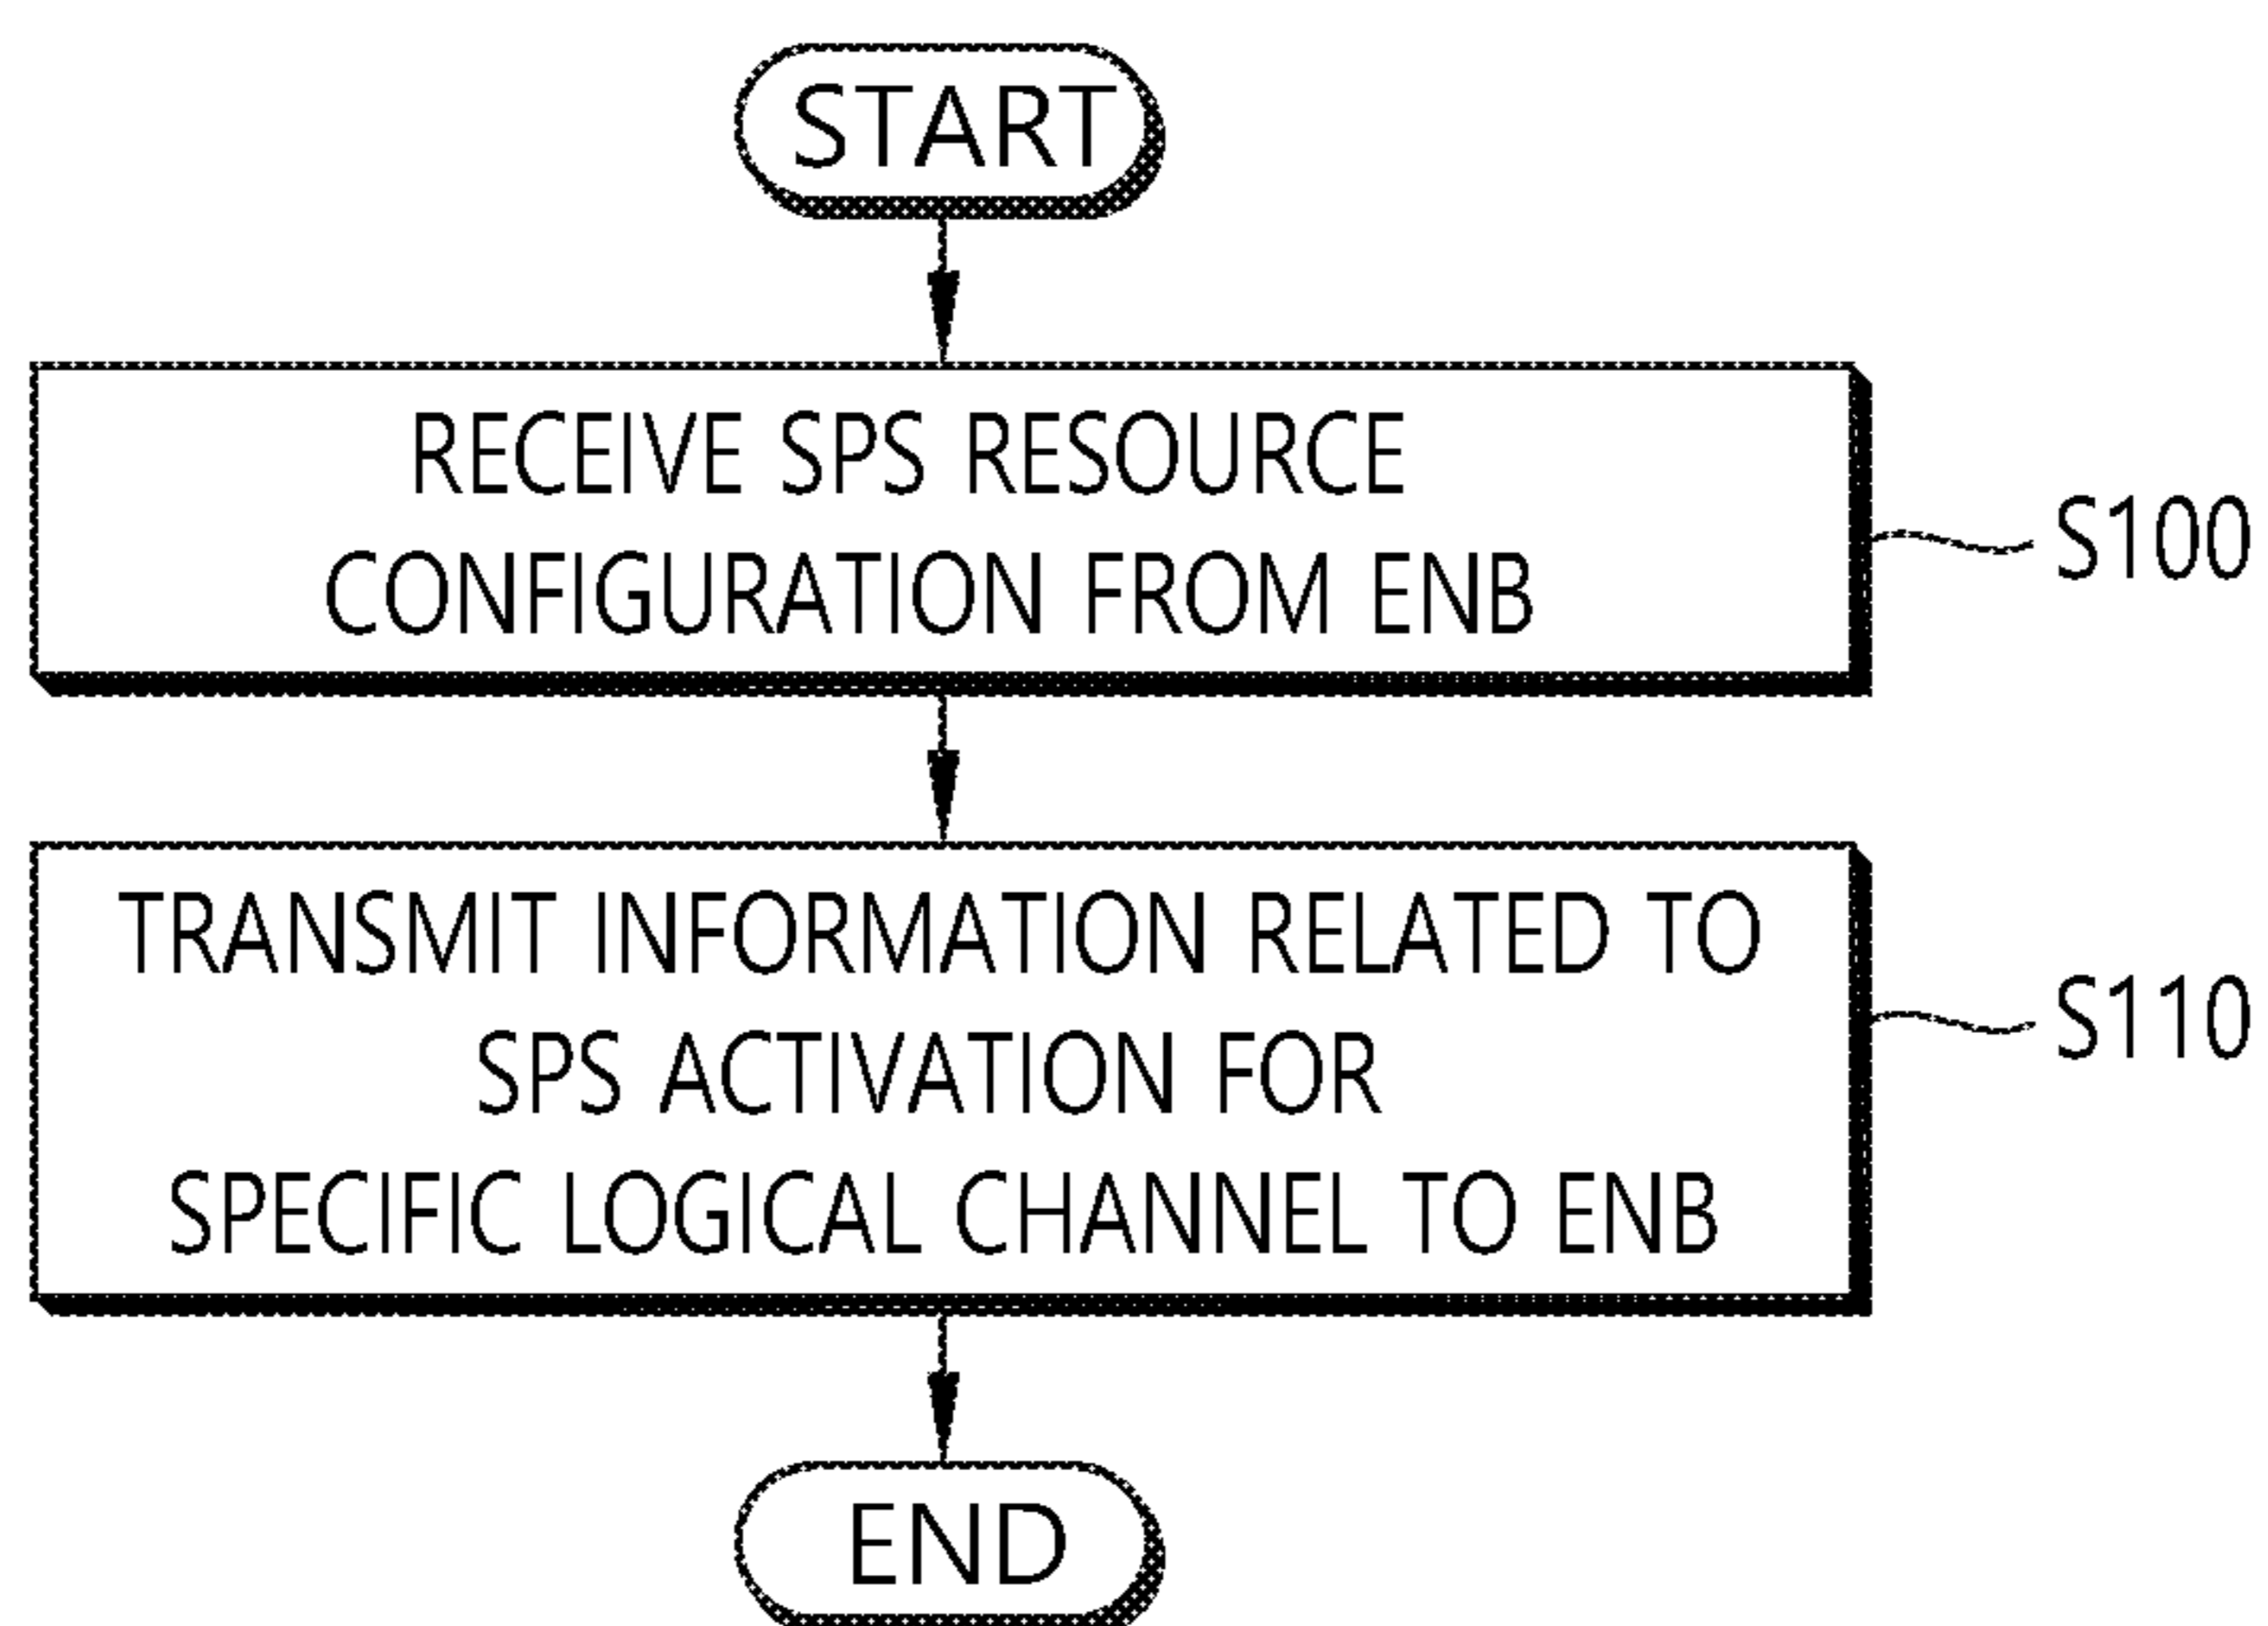 START
RECEIVE SPS RESOURCE
CONFIGURATION FROM ENB
S100
TRANSMIT INFORMATION RELATED TO
SPS ACTIVATION FOR
SPECIFIC LOGICAL CHANNEL TO ENB
S110
END